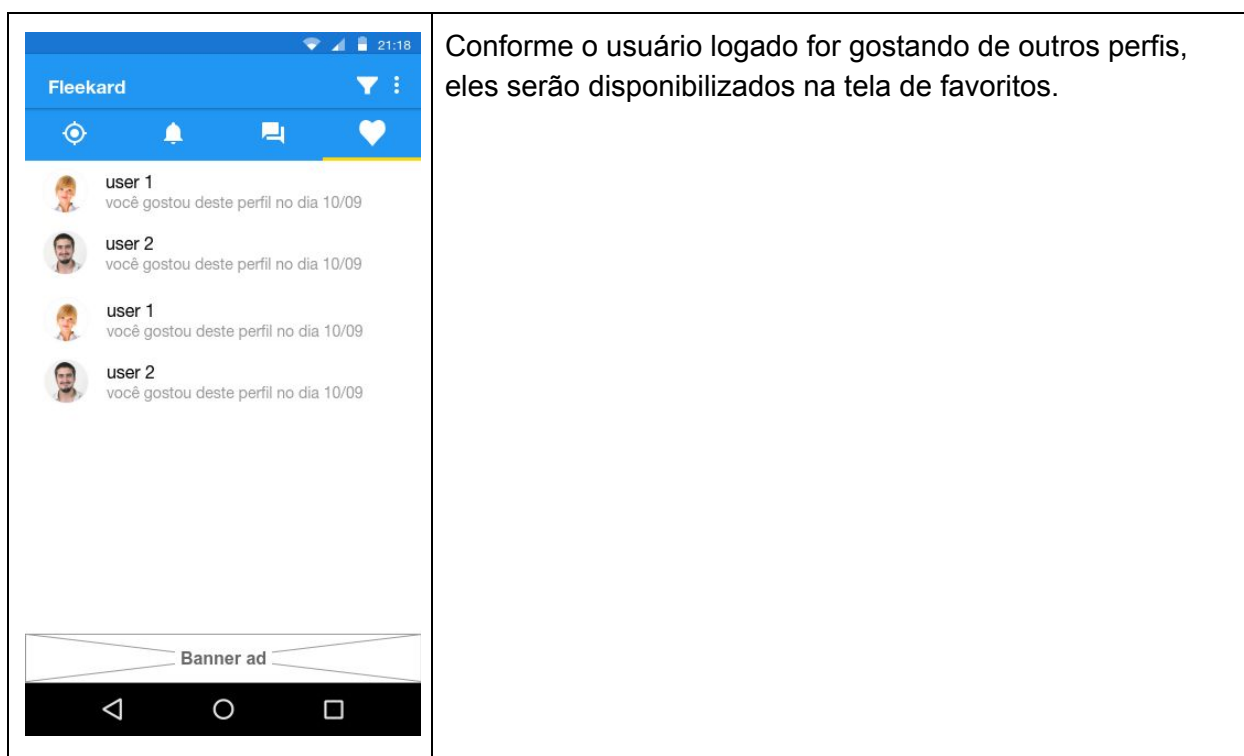 21:18
Fleekard
user 1
você gostou deste perfil no dia 10/09
user 2
você gostou deste perfil no dia 10/09
user 1
você gostou deste perfil no dia 10/09
user 2
você gostou deste perfil no dia 10/09
Banner ad
Conforme o usuário logado for gostando de outros perfis,
eles serão disponibilizados na tela de favoritos.